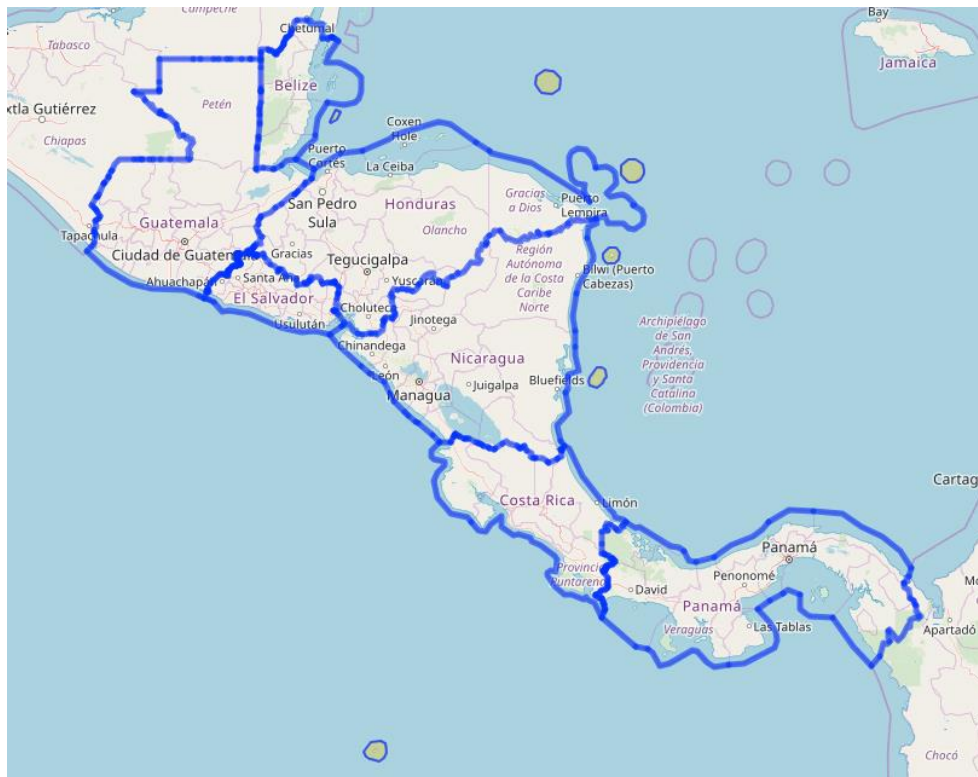 Campeche
Bay
Chetumal
Tabasco
Jamaica
Belize
Petén
xtla Gutiérrez
Coxen
Hole
Chiapas
Puerto
Cortés
La Ceiba
San Pedro
Sula
Honduras
Gracias
a Dios
Puerto
Lempira
Guatemala
Olancho
Tapachula
Ciudad de Guatemala
Gracias
Tegucigalpa
Región
Autónoma
de la Costa
Caribe
Norte
Bilwi (Puerto
Cabezas)
Ahuachapán
Santa Ana
Yuscarán
El Salvador
Choluteca
Usulután
Jinotega
Archipiélago
de San
Andrés,
Providencia
y Santa
Catalina
(Colombia)
Chinandega
Nicaragua
León
Juigalpa
Bluefields
Managua
Cartag
Costa Rica
Limón
Panamá
Provincia
Puntarenas
David
Penonomé
Panamá
Las Tablas
Veraguas
Apartadó
Chocó